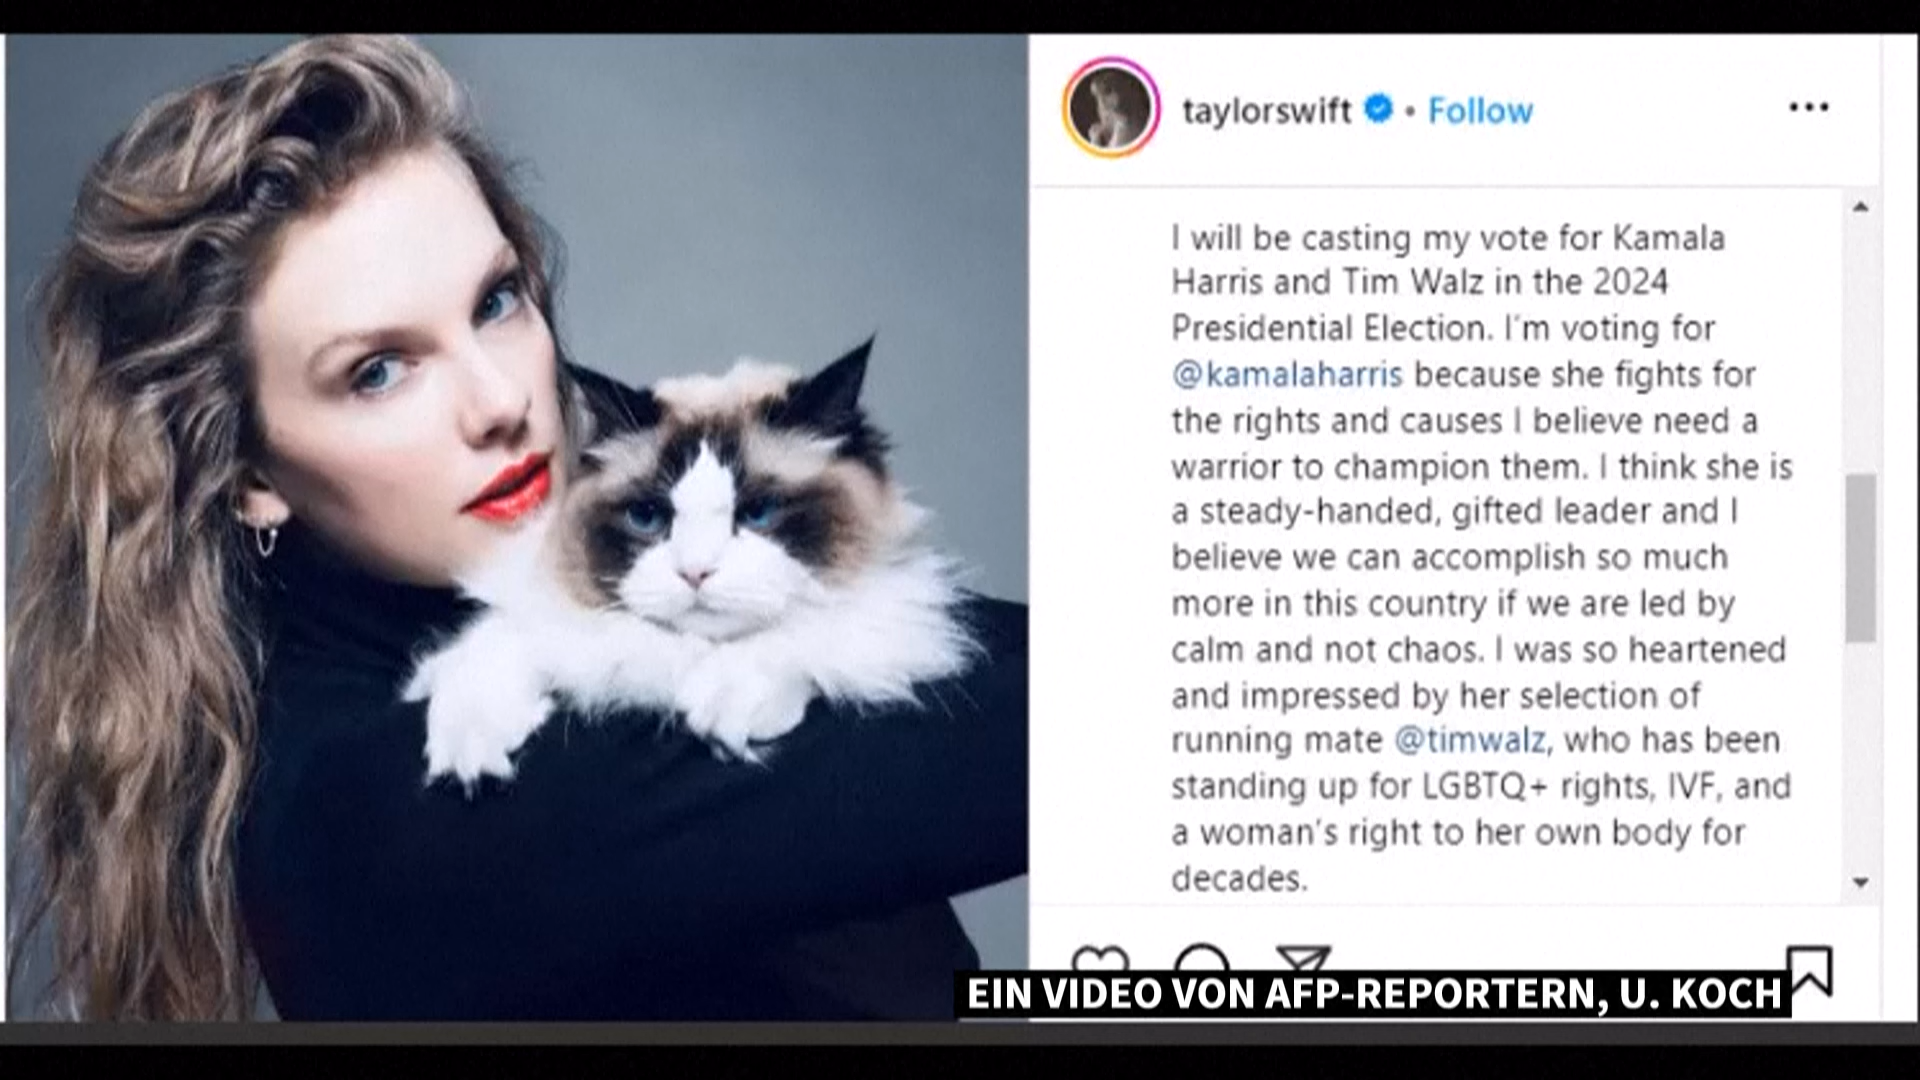 taylorswift • Follow
I will be casting my vote for Kamala
Harris and Tim Walz in the 2024
Presidential Election. I'm voting for
@kamalaharris because she fights for
the rights and causes I believe need a
warrior to champion them. I think she is
a steady-handed, gifted leader and I
believe we can accomplish so much
more in this country if we are led by
calm and not chaos. I was so heartened
and impressed by her selection of
running mate @timwalz, who has been
standing up for LGBTQ+ rights, IVF, and
a woman's right to her own body for
decades.
EIN VIDEO VON AFP-REPORTERN, U. KOCH